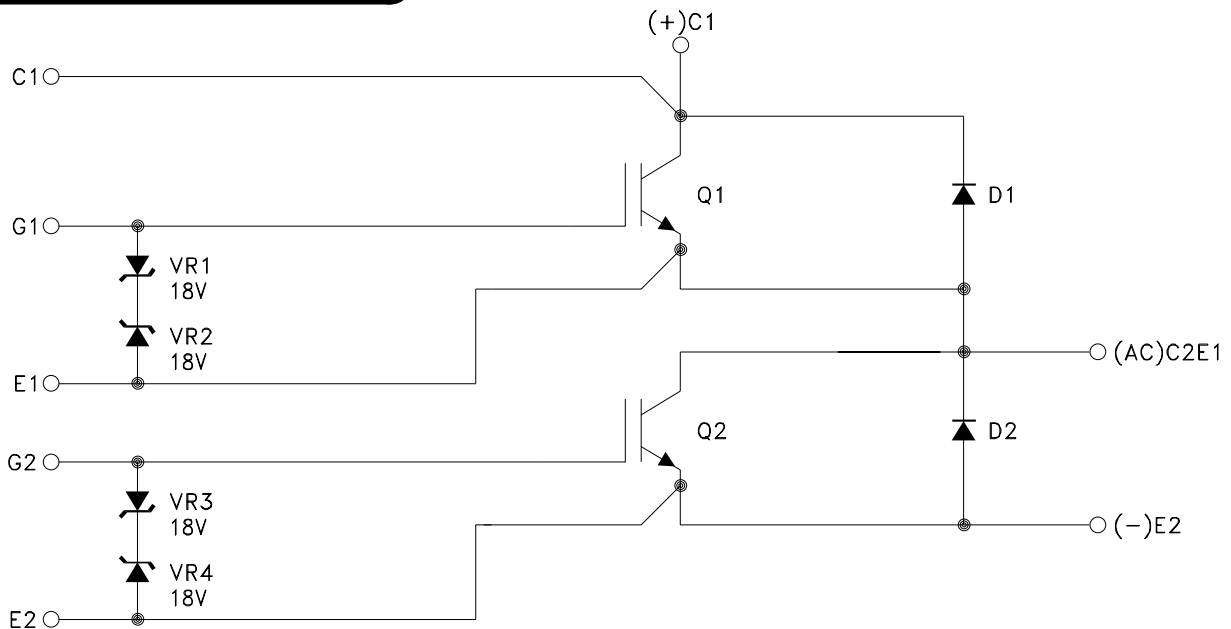 (+)C1
C1
Q1
D1
G1
VR1
18V
VR2
18V
(AC)C2E1
E1
Q2
D2
G2
VR3
18V
(-)E2
VR4
18V
E2